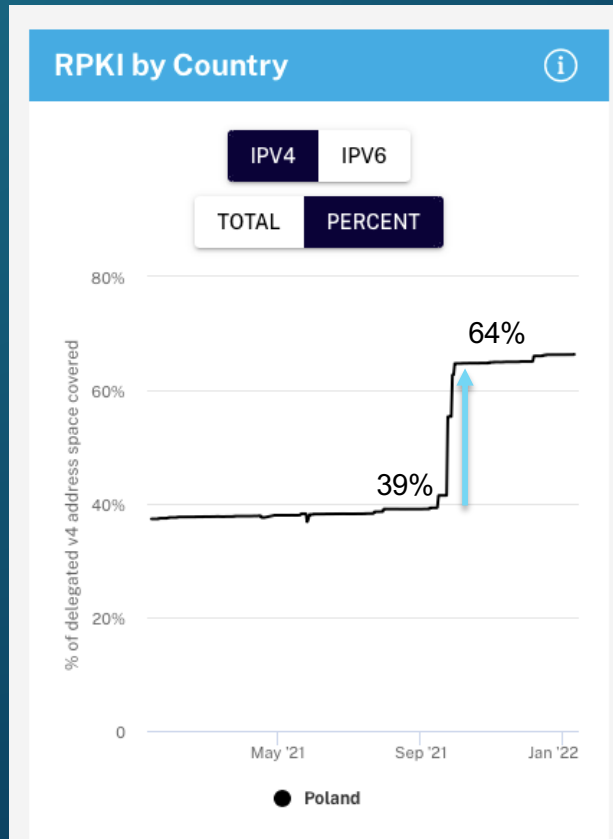 RPKI by Country
i
IPV4 IPV6
TOTAL PERCENT
80%
60%
40%
20%
0
% of delegated v4 address space covered
64%
39%
May '21 Sep '21 Jan '22
Poland